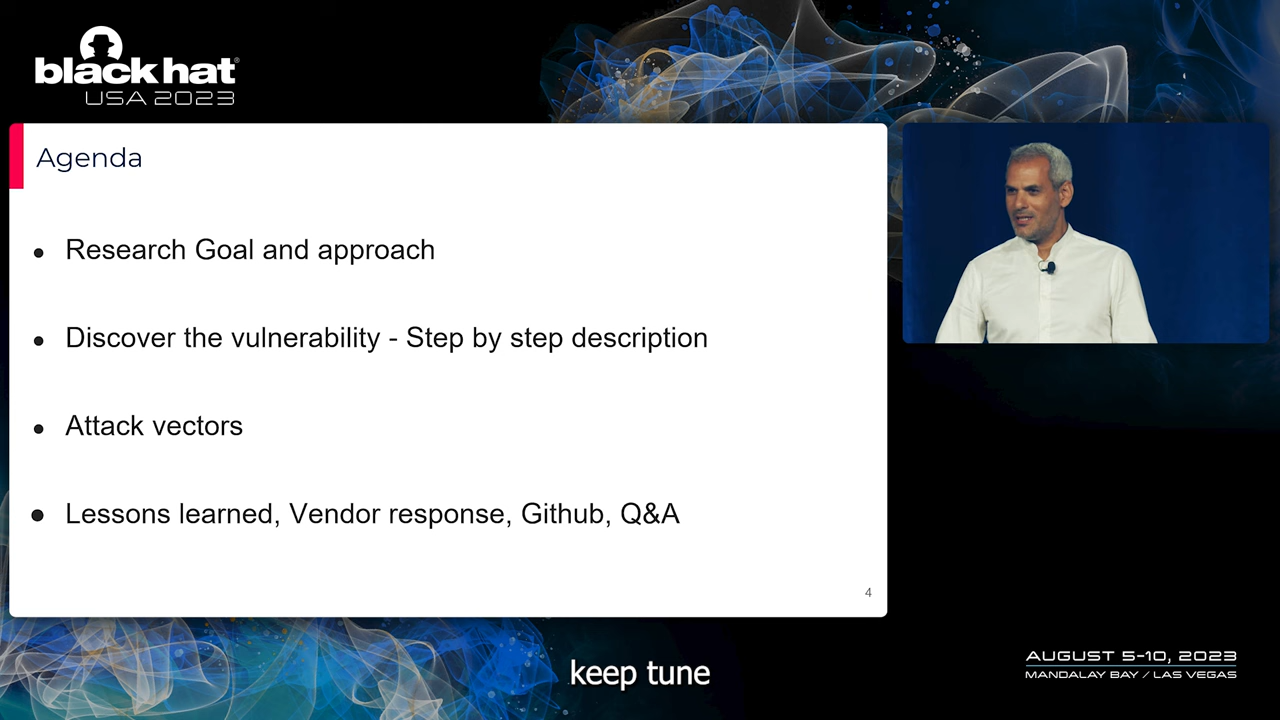 black hat®
USA 2023
Agenda
● Research Goal and approach
● Discover the vulnerability - Step by step description
● Attack vectors
● Lessons learned, Vendor response, Github, Q&A
4
keep tune
AUGUST 5-10, 2023
MANDALAY BAY / LAS VEGAS